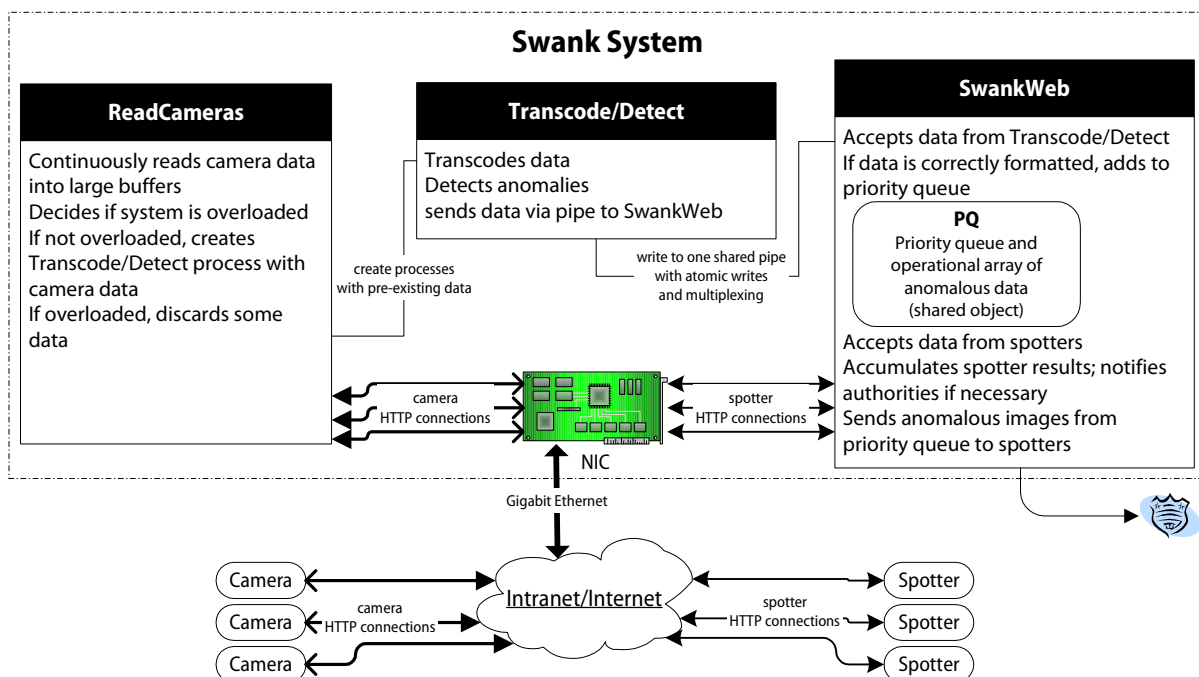 Swank System
ReadCameras
Continuously reads camera data
into large buffers
Decides if system is overloaded
If not overloaded, creates
Transcode/Detect process with
camera data
If overloaded, discards some
data
create processes
with pre-existing data
Transcode/Detect
Transcodes data
Detects anomalies
sends data via pipe to SwankWeb
write to one shared pipe
with atomic writes
and multiplexing
SwankWeb
Accepts data from Transcode/Detect
If data is correctly formatted, adds to
priority queue
PQ
Priority queue and
operational array of
anomalous data
(shared object)
Accepts data from spotters
Accumulates spotter results; notifies
authorities if necessary
Sends anomalous images from
priority queue to spotters
camera
HTTP connections
spotter
HTTP connections
NIC
Gigabit Ethernet
Camera
Camera
Camera
camera
HTTP connections
Intranet/Internet
spotter
HTTP connections
Spotter
Spotter
Spotter